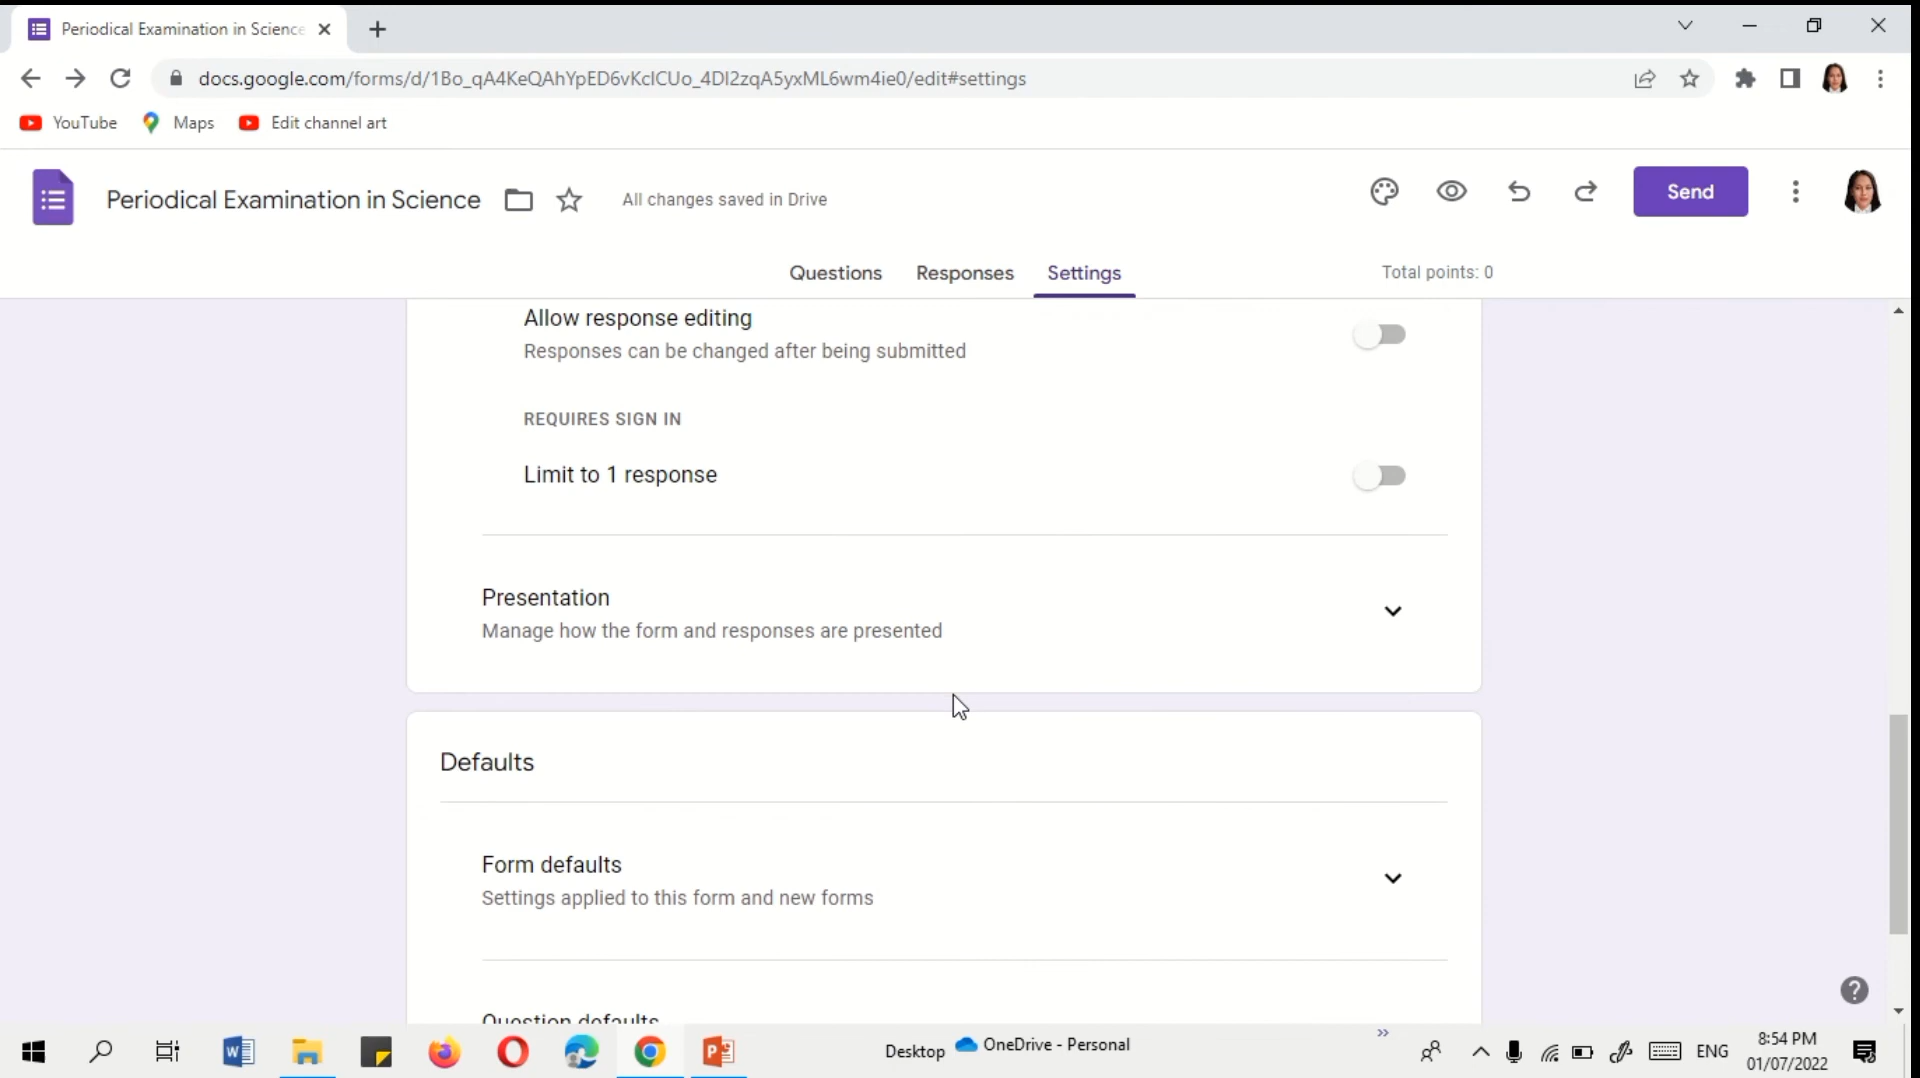 Periodical Examination in Science
docs.google.com/forms/d/1Bo_qA4KeQAhYpED6vKcICUo_4DI2zqA5yxML6wm4ie0/edit#settings
YouTube Maps Edit channel art
Periodical Examination in Science All changes saved in Drive Send
Questions Responses Settings Total points: 0
Allow response editing
Responses can be changed after being submitted
REQUIRES SIGN IN
Limit to 1 response
Presentation
Manage how the form and responses are presented
Defaults
Form defaults
Settings applied to this form and new forms
Question defaults
Desktop OneDrive - Personal
ENG
8:54 PM
01/07/2022